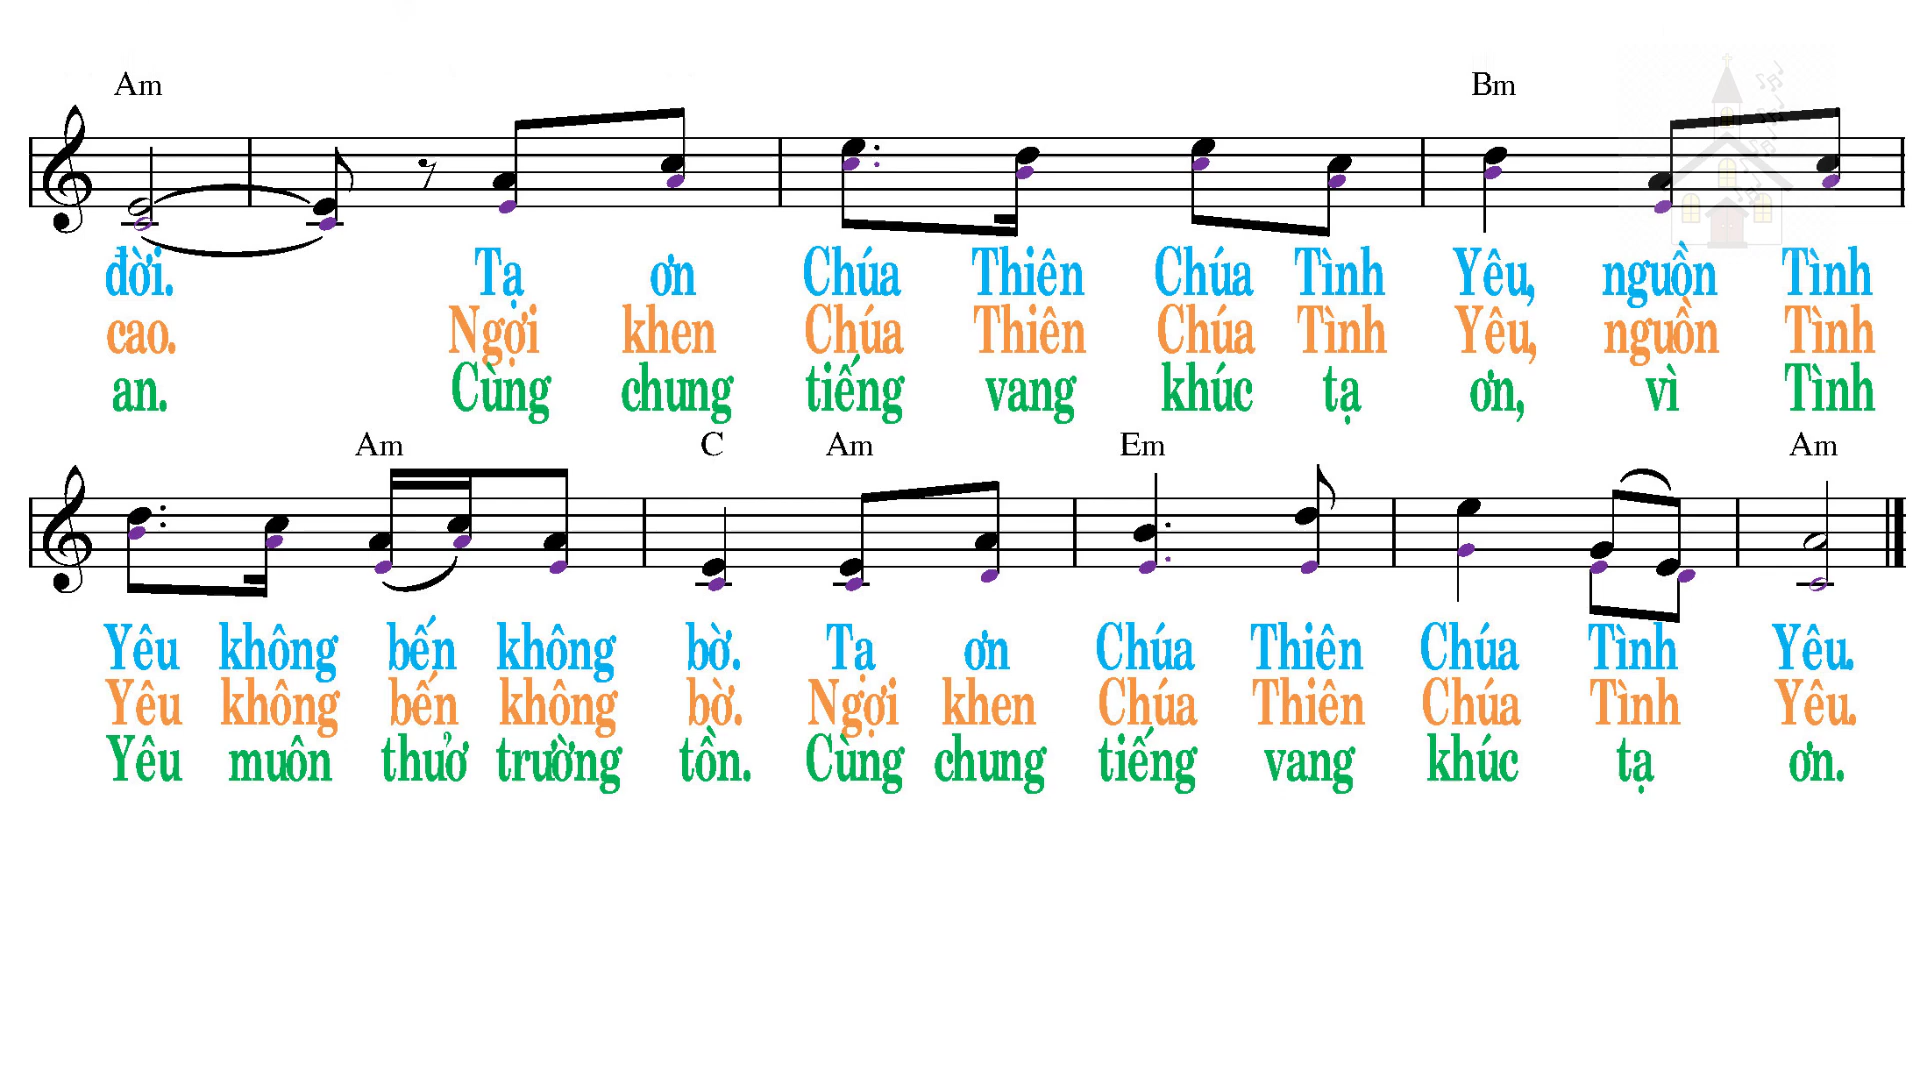 Am Bm
đời. Tạ ơn Chúa Thiên Chúa Tình Yêu, nguồn Tình
cao. Ngợi khen Chúa Thiên Chúa Tình Yêu, nguồn Tình
an. Cùng chung tiếng vang khúc tạ ơn, vì Tình
Am C Am Em Am
Yêu không bến không bờ. Tạ ơn Chúa Thiên Chúa Tình Yêu.
Yêu không bến không bờ. Ngợi khen Chúa Thiên Chúa Tình Yêu.
Yêu muôn thuở trường tồn. Cùng chung tiếng vang khúc tạ ơn.